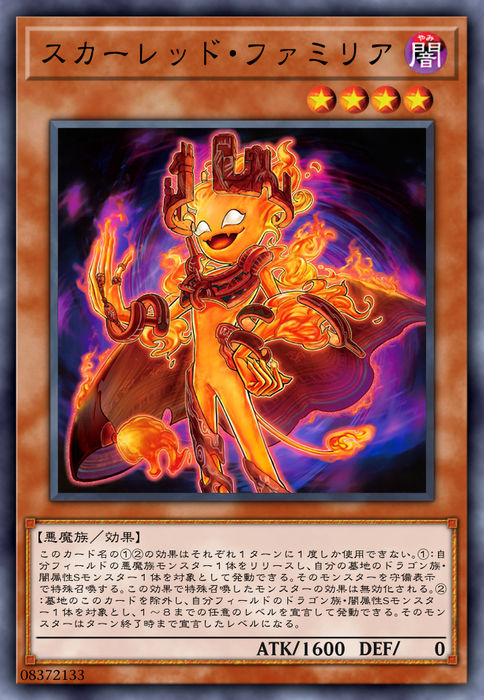 スカーレッド・ファミリア
やみ
闇
【悪魔族／効果】
このカード名の①②の効果はそれぞれ１ターンに１度しか使用できない。①：自
分フィールドの悪魔族モンスター１体をリリースし、自分の墓地のドラゴン族・
闇属性Sモンスター１体を対象として発動できる。そのモンスターを守備表示
で特殊召喚する。この効果で特殊召喚したモンスターの効果は無効化される。②
：墓地のこのカードを除外し、自分フィールドのドラゴン族・闇属性Sモンスタ
ー１体を対象とし、１～８までの任意のレベルを宣言して発動できる。そのモン
スターはターン終了時まで宣言したレベルになる。
ATK/1600 DEF/ 0
08372133